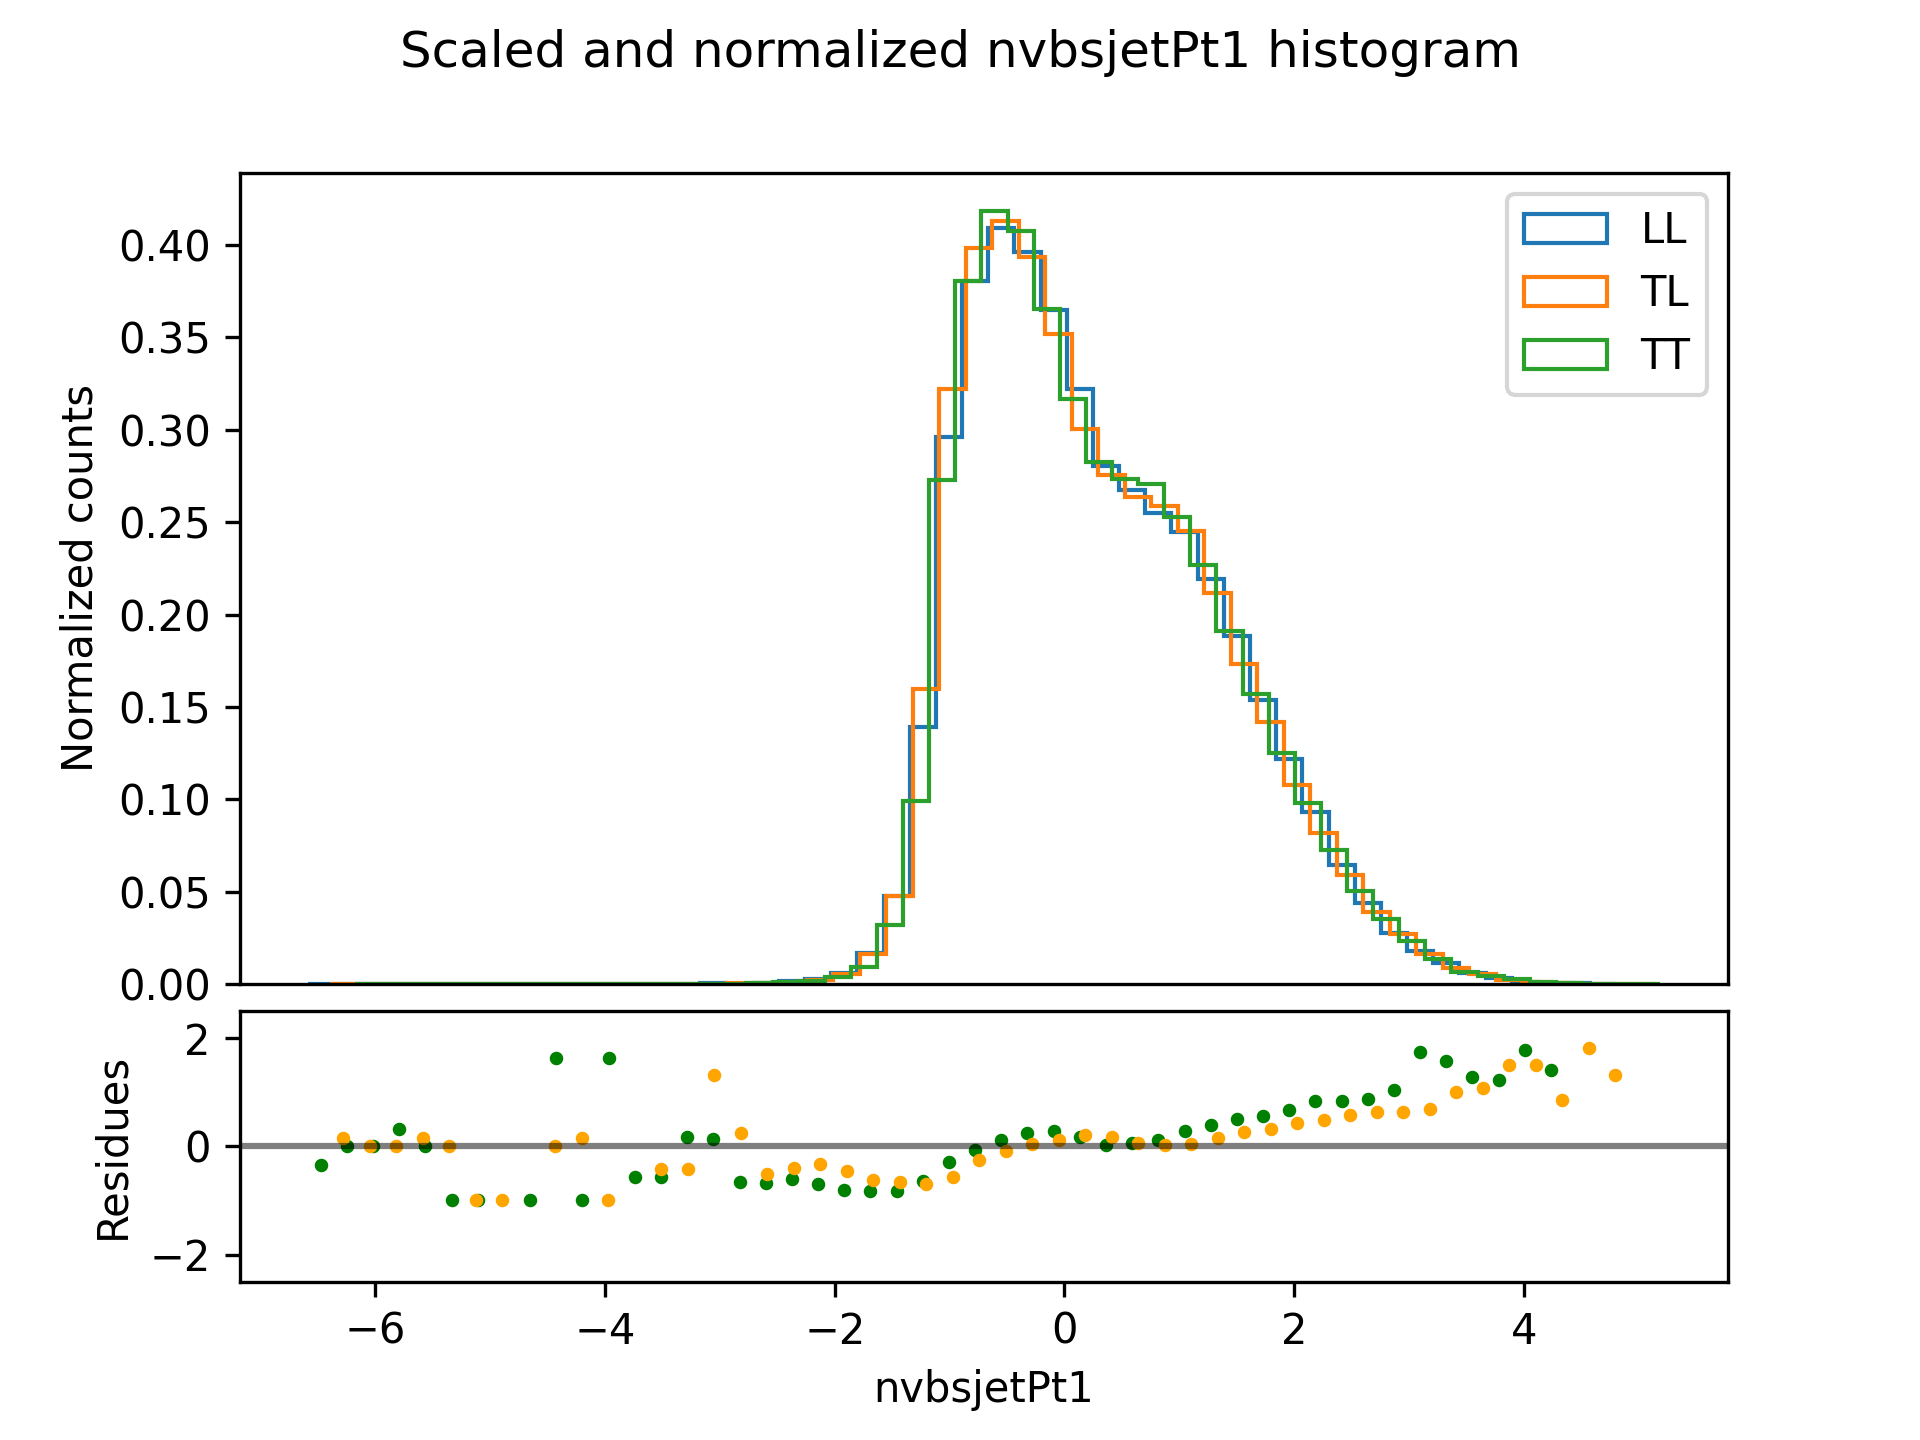 Scaled and normalized nvbsjetPt1 histogram
LL
TL
TT
Normalized counts
0.40
0.35
0.30
0.25
0.20
0.15
0.10
0.05
0.00
Residues
2
0
−2
−6 −4 −2 0 2 4
nvbsjetPt1